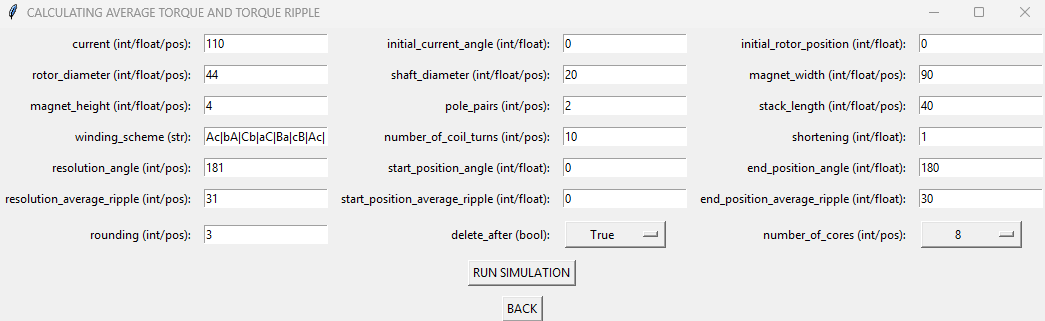 CALCULATING AVERAGE TORQUE AND TORQUE RIPPLE
current (int/float/pos): 110 initial_current_angle (int/float): 0 initial_rotor_position (int/float): 0
rotor_diameter (int/float/pos): 44 shaft_diameter (int/float/pos): 20 magnet_width (int/float/pos): 90
magnet_height (int/float/pos): 4 pole_pairs (int/pos): 2 stack_length (int/float/pos): 40
winding_scheme (str): Ac|bA|Cb|aC|Ba|cB|Ac| number_of_coil_turns (int/pos): 10 shortening (int/float): 1
resolution_angle (int/pos): 181 start_position_angle (int/float): 0 end_position_angle (int/float): 180
resolution_average_ripple (int/pos): 31 start_position_average_ripple (int/float): 0 end_position_average_ripple (int/float): 30
rounding (int/pos): 3 delete_after (bool): True number_of_cores (int/pos): 8
RUN SIMULATION
BACK